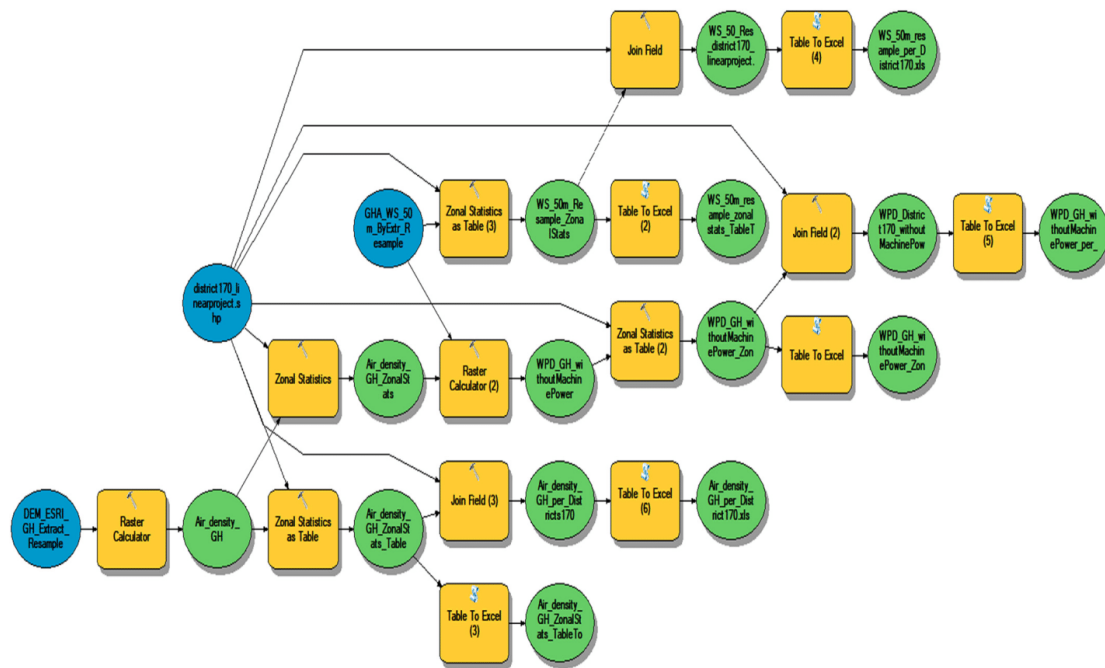 Join Field
WS_50_Res
_district170_
linearproject.
Table To Excel
(4)
WS_50m_re
sample_per_D
istrict170.xls
GHA_WS_50
m_ByExtr_R
esample
Zonal Statistics
as Table (3)
WS_50m_Re
sample_Zona
lStats
Table To Excel
(2)
WS_50m_res
ample_zonal
stats_TableT
Join Field (2)
WPD_Distric
t170_without
MachinePow
Table To Excel
(5)
WPD_GH_wi
thoutMachin
ePower_per_
district170_li
nearproject.s
hp
Zonal Statistics
as Table (2)
WPD_GH_wi
thoutMachin
ePower_Zon
Table To Excel
WPD_GH_wi
thoutMachin
ePower_Zon
Zonal Statistics
Air_density_
GH_ZonalSt
ats
Raster
Calculator (2)
WPD_GH_wi
thoutMachin
ePower
DEM_ESRI_
GH_Extract_
Resample
Raster
Calculator
Air_density_
GH
Zonal Statistics
as Table
Air_density_
GH_ZonalSt
ats_Table
Join Field (3)
Air_density_
GH_per_Dis
tricts170
Table To Excel
(6)
Air_density_
GH_per_Dist
rict170.xls
Table To Excel
(3)
Air_density_
GH_ZonalSt
ats_TableTo